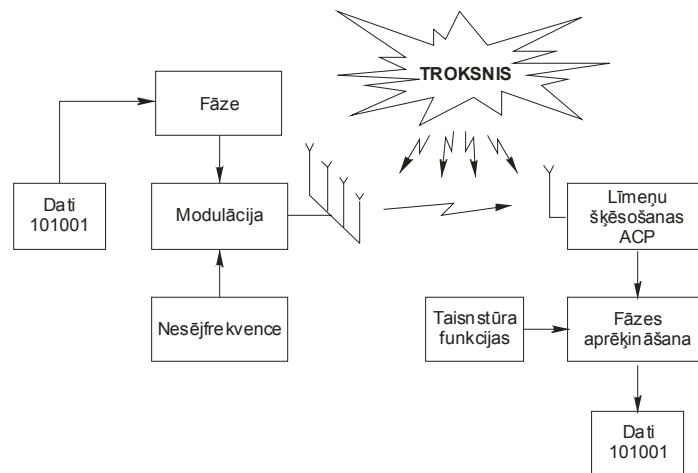 TROKSNIS
Fāze
Dati
101001
Modulācija
Līmeņu
šķēsošanas
ACP
Nesējfrekvence
Taisnstūra
funkcijas
Fāzes
aprēķināšana
Dati
101001